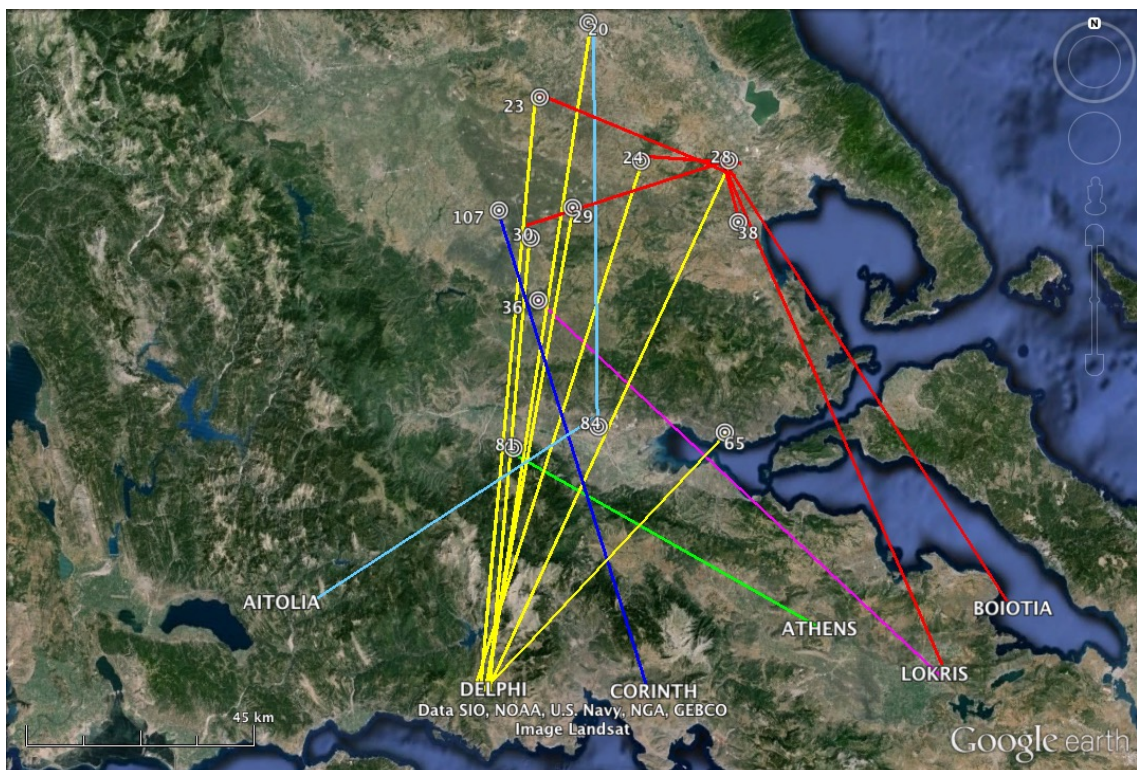 N
20
23
24
28
107
29
38
30
36
84
81
65
AITOLIA
BOIOTIA
ATHENS
LOKRIS
DELPHI
CORINTH
Data SIO, NOAA, U.S. Navy, NGA, GEBCO
Image Landsat
45 km
Google earth